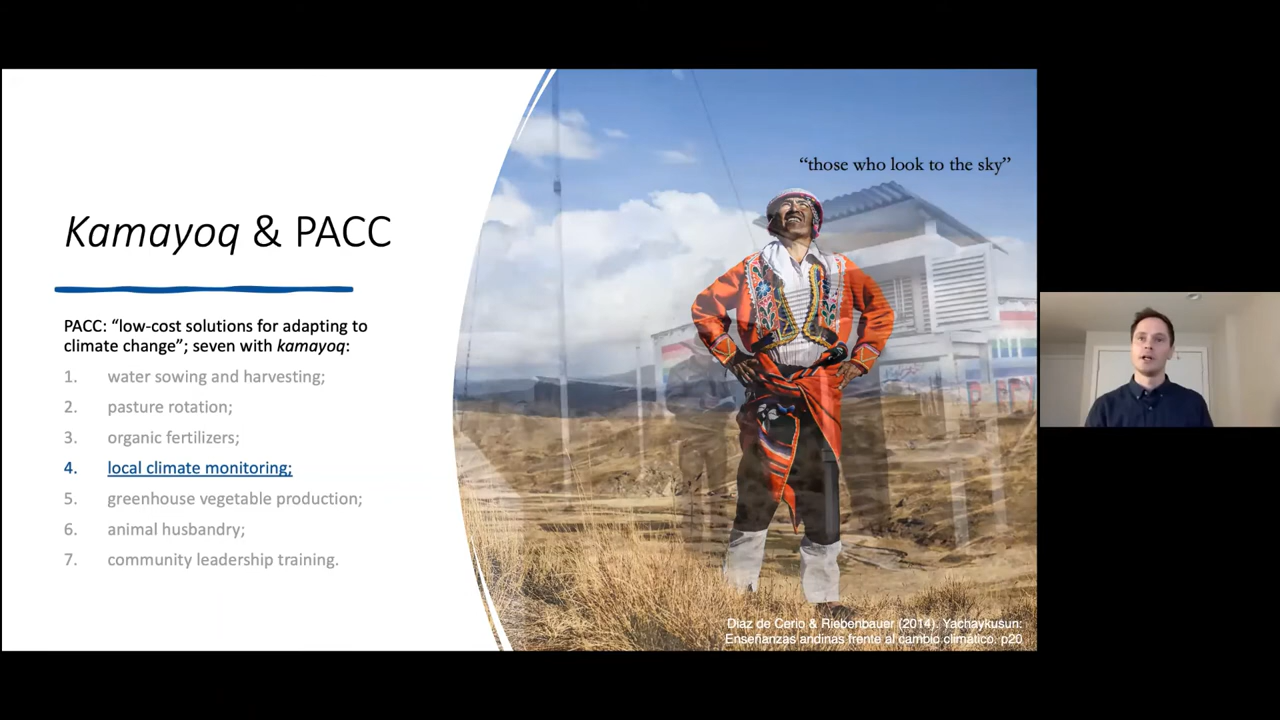 Kamayoq & PACC
PACC: “low-cost solutions for adapting to
climate change”; seven with kamayoq:
1. water sowing and harvesting;
2. pasture rotation;
3. organic fertilizers;
4. local climate monitoring;
5. greenhouse vegetable production;
6. animal husbandry;
7. community leadership training.
“those who look to the sky”
Diaz de Cerio & Riebenbauer (2014). Yachaykusun:
Enseñanzas andinas frente al cambio climático. p20